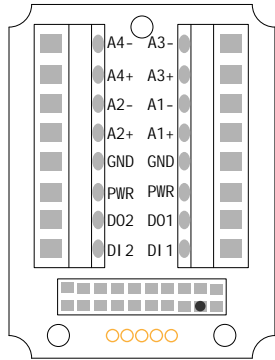 A4- A3-
A4+ A3+
A2- A1-
A2+ A1+
GND GND
PWR PWR
DO2 DO1
DI2 DI1